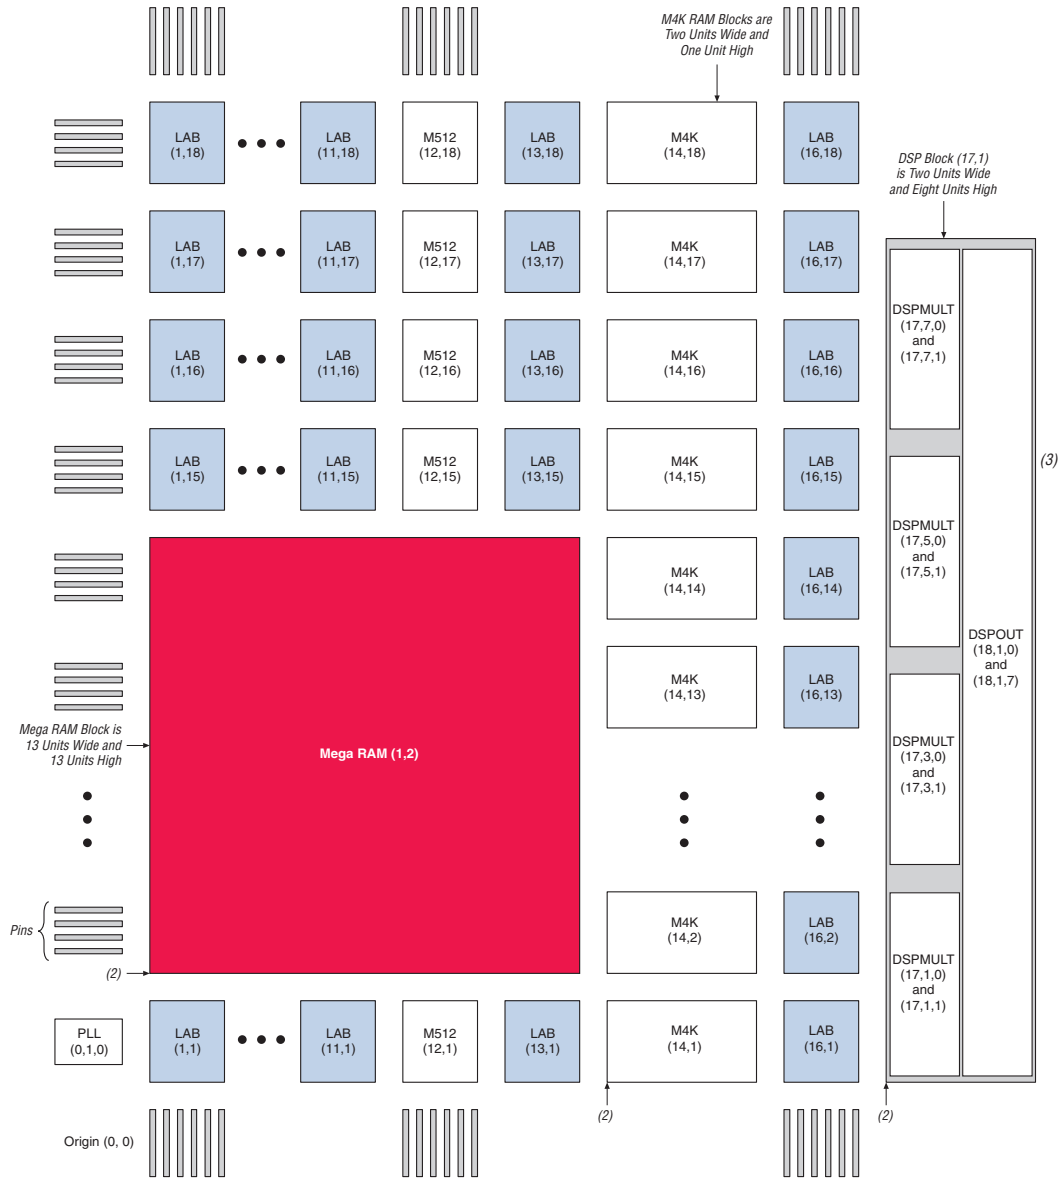 M4K RAM Blocks are
Two Units Wide and
One Unit High
LAB
(1,18)
LAB
(11,18)
M512
(12,18)
LAB
(13,18)
M4K
(14,18)
LAB
(16,18)
DSP Block (17,1)
is Two Units Wide
and Eight Units High
LAB
(1,17)
LAB
(11,17)
M512
(12,17)
LAB
(13,17)
M4K
(14,17)
LAB
(16,17)
DSPMULT
(17,7,0)
and
(17,7,1)
LAB
(1,16)
LAB
(11,16)
M512
(12,16)
LAB
(13,16)
M4K
(14,16)
LAB
(16,16)
LAB
(1,15)
LAB
(11,15)
M512
(12,15)
LAB
(13,15)
M4K
(14,15)
LAB
(16,15)
(3)
DSPMULT
(17,5,0)
and
(17,5,1)
M4K
(14,14)
LAB
(16,14)
DSPOUT
(18,1,0)
and
(18,1,7)
M4K
(14,13)
LAB
(16,13)
Mega RAM Block is
13 Units Wide and
13 Units High
Mega RAM (1,2)
DSPMULT
(17,3,0)
and
(17,3,1)
Pins
M4K
(14,2)
LAB
(16,2)
(2)
DSPMULT
(17,1,0)
and
(17,1,1)
PLL
(0,1,0)
LAB
(1,1)
LAB
(11,1)
M512
(12,1)
LAB
(13,1)
M4K
(14,1)
LAB
(16,1)
(2)
(2)
Origin (0, 0)